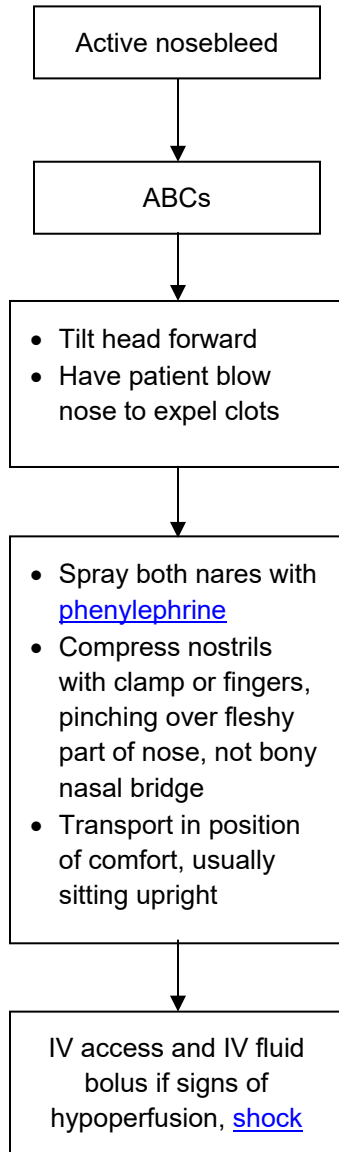 Active nosebleed
ABCs
• Tilt head forward
• Have patient blow
nose to expel clots
• Spray both nares with
phenylephrine
• Compress nostrils
with clamp or fingers,
pinching over fleshy
part of nose, not bony
nasal bridge
• Transport in position
of comfort, usually
sitting upright
IV access and IV fluid
bolus if signs of
hypoperfusion, shock